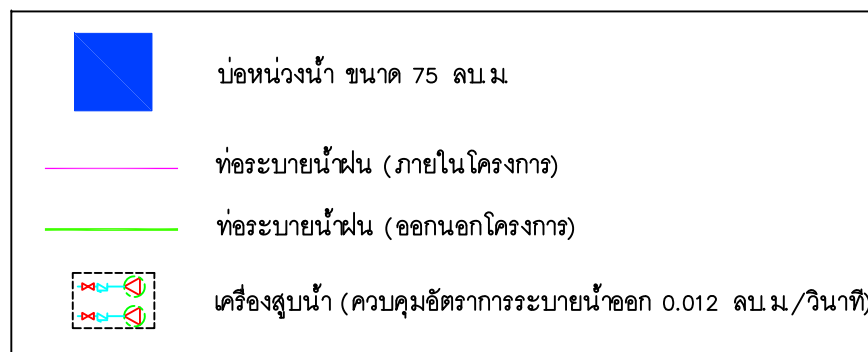 บ่อหน่วงน้ำ ขนาด 75 ลบ.ม.
ท่อระบายน้ำฝน (ภายในโครงการ)
ท่อระบายน้ำฝน (ออกนอกโครงการ)
เครื่องสูบน้ำ (ควบคุมอัตราการระบายน้ำออก 0.012 ลบ.ม./วินาที)